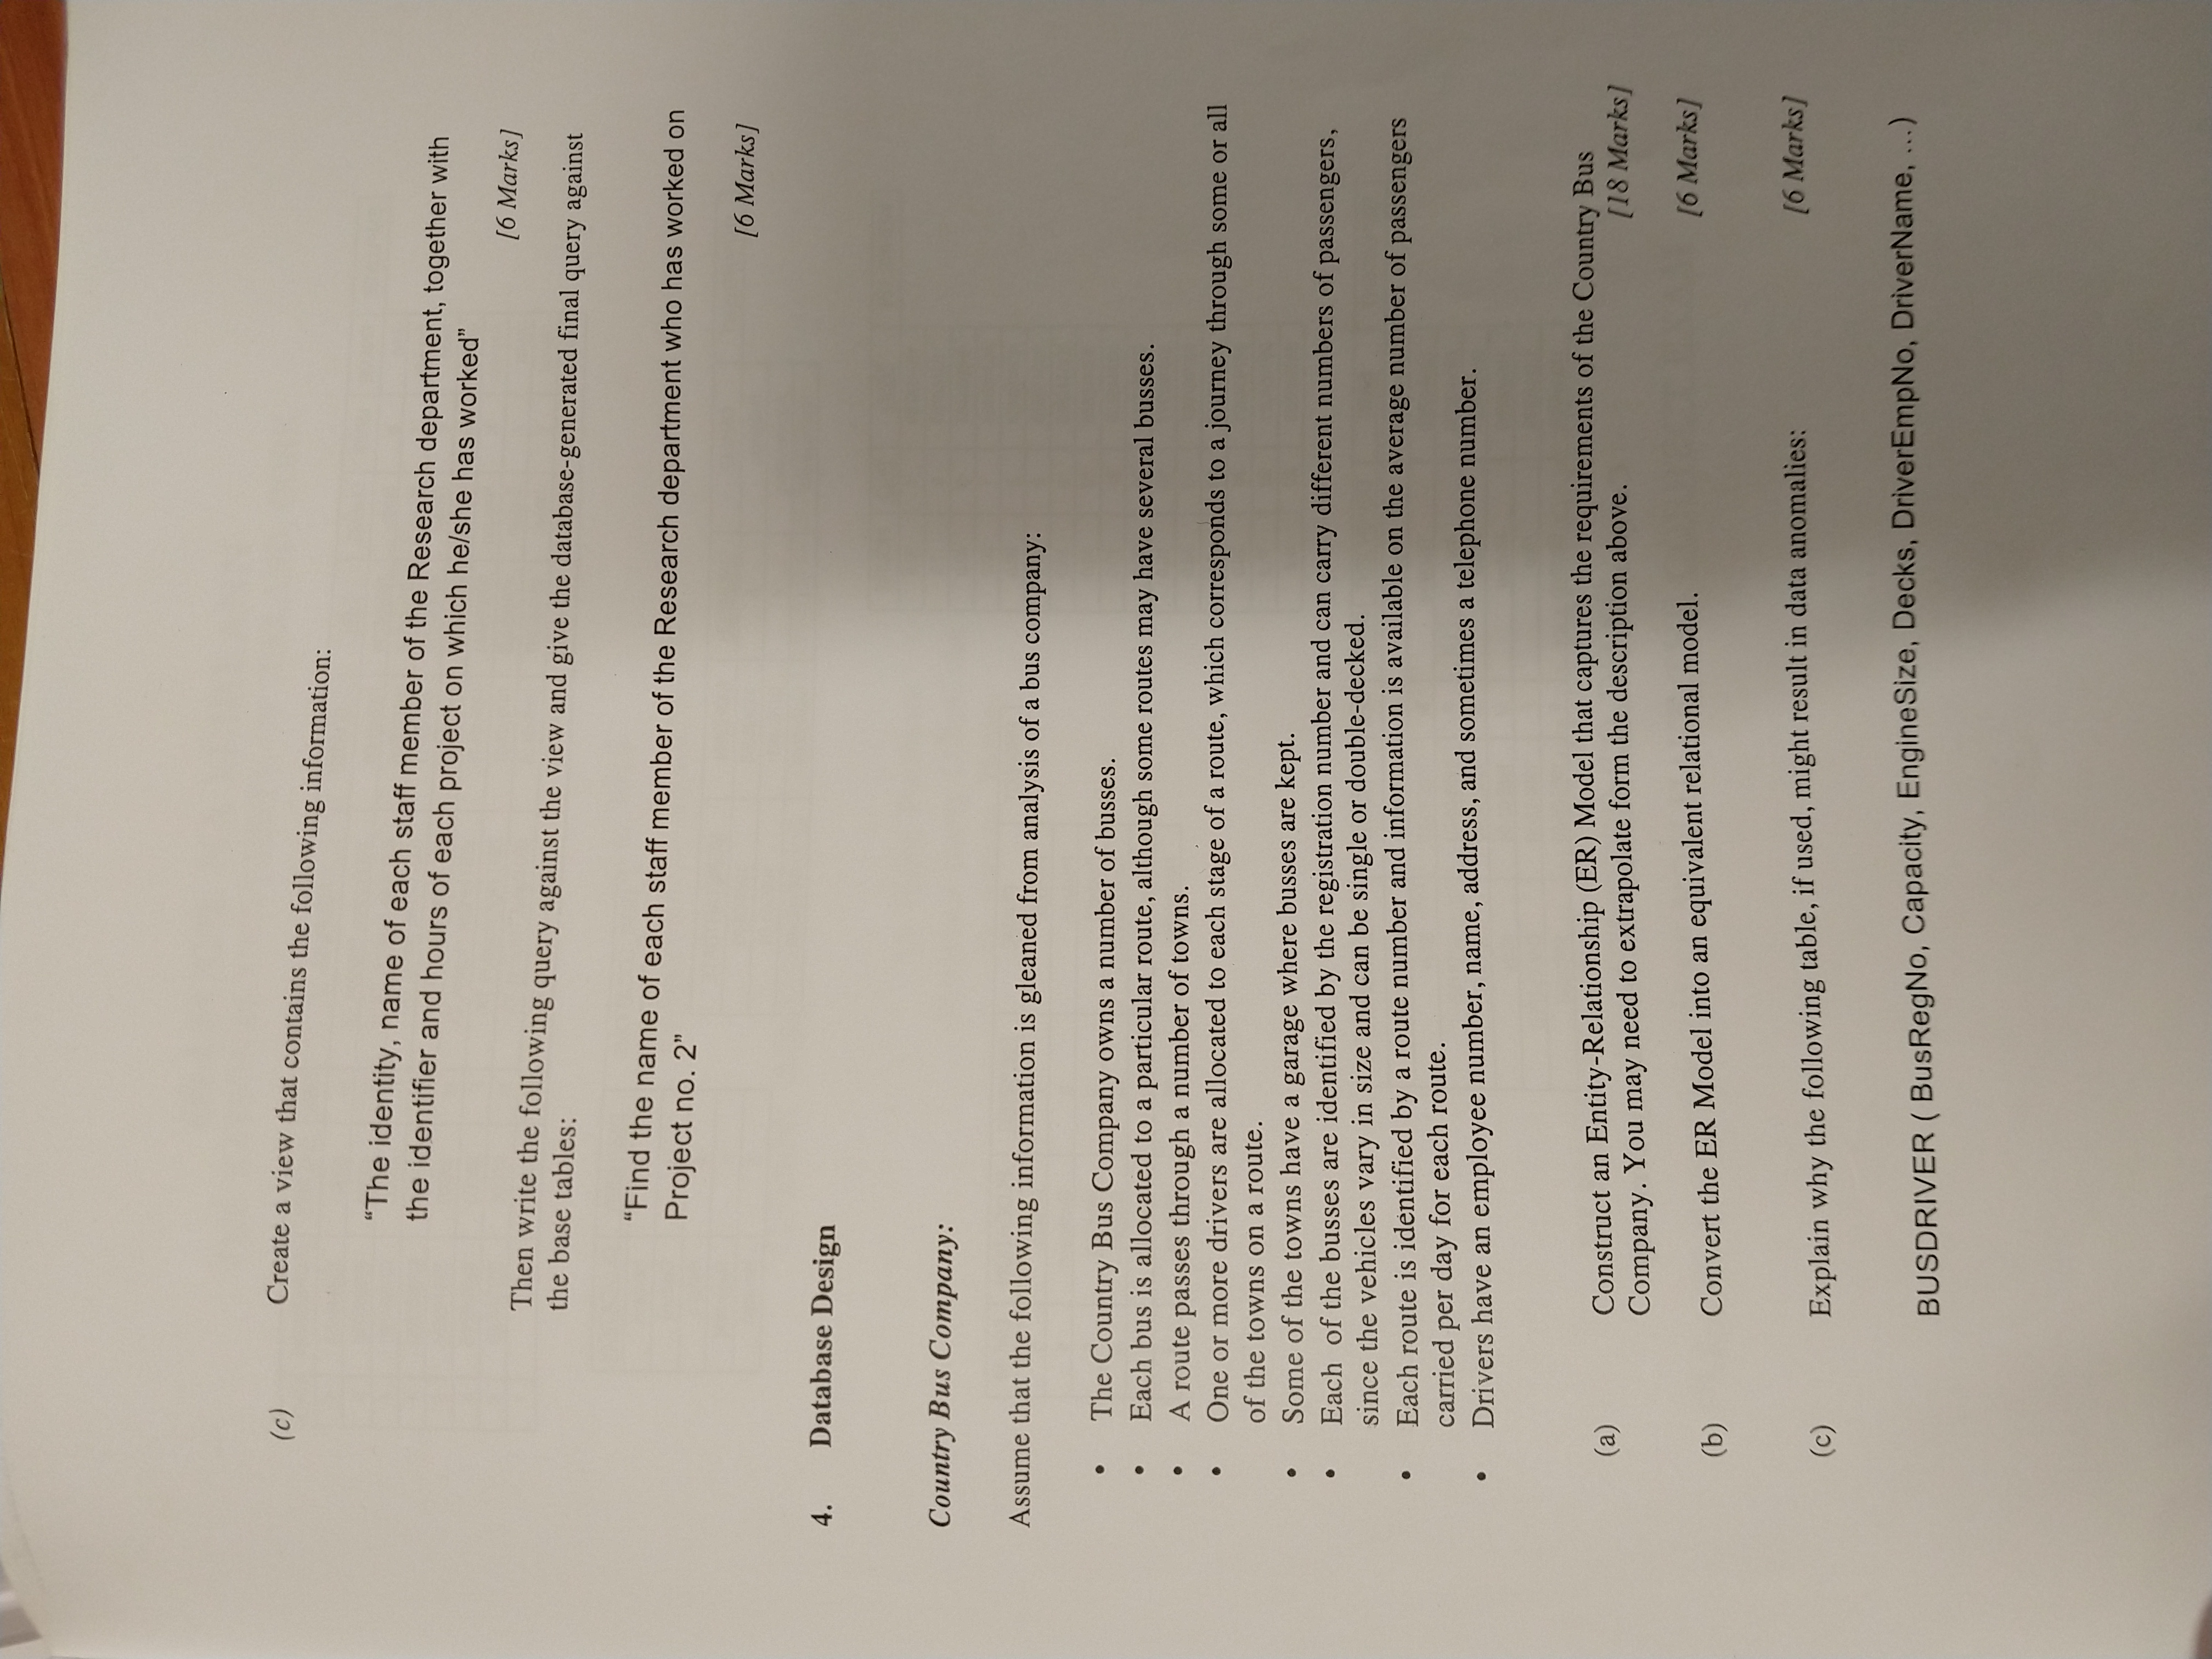 (c) Create a view that contains the following information:
“The identity, name of each staff member of the Research department, together with
the identifier and hours of each project on which he/she has worked”
[6 Marks]
Then write the following query against the view and give the database-generated final query against
the base tables:
“Find the name of each staff member of the Research department who has worked on
Project no. 2”
[6 Marks]
4. Database Design
Country Bus Company:
Assume that the following information is gleaned from analysis of a bus company:
• The Country Bus Company owns a number of busses.
• Each bus is allocated to a particular route, although some routes may have several busses.
• A route passes through a number of towns.
• One or more drivers are allocated to each stage of a route, which corresponds to a journey through some or all
of the towns on a route.
• Some of the towns have a garage where busses are kept.
• Each of the busses are identified by the registration number and can carry different numbers of passengers,
since the vehicles vary in size and can be single or double-decked.
• Each route is identified by a route number and information is available on the average number of passengers
carried per day for each route.
• Drivers have an employee number, name, address, and sometimes a telephone number.
(a) Construct an Entity-Relationship (ER) Model that captures the requirements of the Country Bus
Company. You may need to extrapolate form the description above. [18 Marks]
(b) Convert the ER Model into an equivalent relational model. [6 Marks]
(c) Explain why the following table, if used, might result in data anomalies: [6 Marks]
BUSDRIVER ( BusRegNo, Capacity, EngineSize, Decks, DriverEmpNo, DriverName, ...)